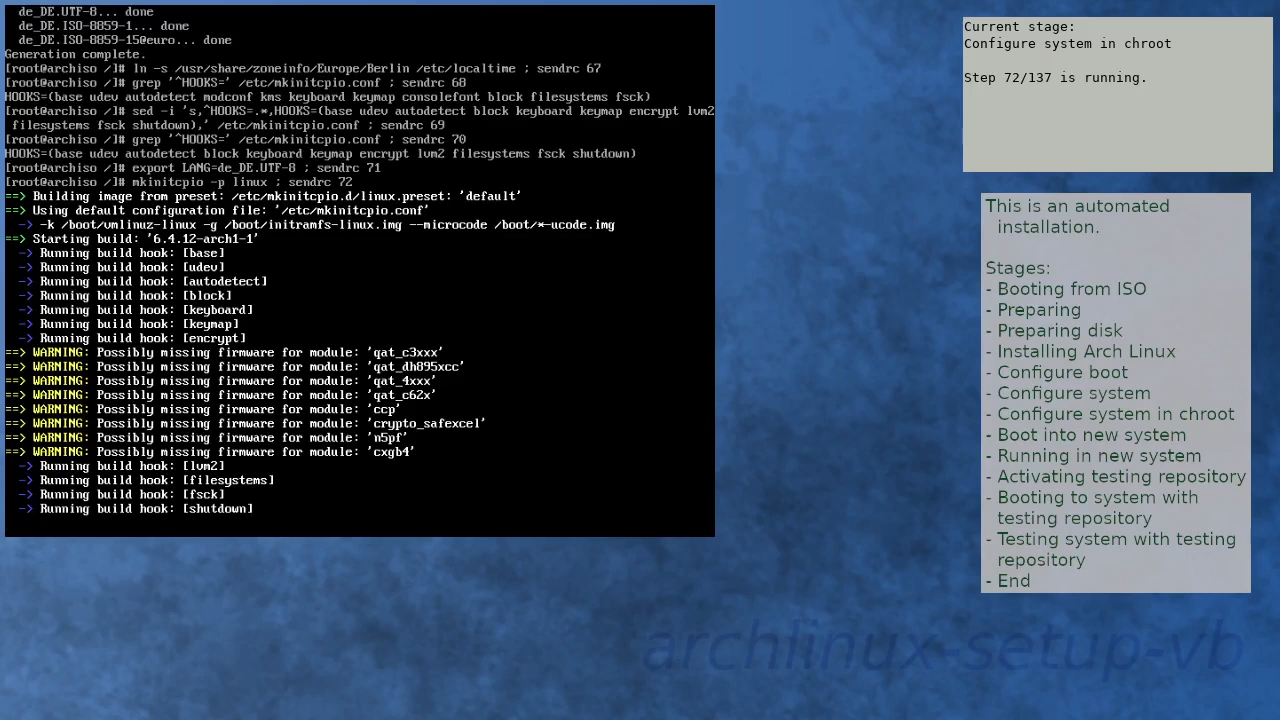 de_DE.UTF-8... done
de_DE.ISO-8859-1... done
de_DE.ISO-8859-15@euro... done
Generation complete.
[root@archiso /]# ln -s /usr/share/zoneinfo/Europe/Berlin /etc/localtime ; sendrc 67
[root@archiso /]# grep '^HOOKS=' /etc/mkinitcpio.conf ; sendrc 68
HOOKS=(base udev autodetect modconf kms keyboard keymap consolefont block filesystems fsck)
[root@archiso /]# sed -i 's,^HOOKS=.*,HOOKS=(base udev autodetect block keyboard keymap encrypt lvm2
 filesystems fsck shutdown),' /etc/mkinitcpio.conf ; sendrc 69
[root@archiso /]# grep '^HOOKS=' /etc/mkinitcpio.conf ; sendrc 70
HOOKS=(base udev autodetect block keyboard keymap encrypt lvm2 filesystems fsck shutdown)
[root@archiso /]# export LANG=de_DE.UTF-8 ; sendrc 71
[root@archiso /]# mkinitcpio -p linux ; sendrc 72
==> Building image from preset: /etc/mkinitcpio.d/linux.preset: 'default'
==> Using default configuration file: '/etc/mkinitcpio.conf'
  -> -k /boot/vmlinuz-linux -g /boot/initramfs-linux.img --microcode /boot/*-ucode.img
==> Starting build: '6.4.12-arch1-1'
  -> Running build hook: [base]
  -> Running build hook: [udev]
  -> Running build hook: [autodetect]
  -> Running build hook: [block]
  -> Running build hook: [keyboard]
  -> Running build hook: [keymap]
  -> Running build hook: [encrypt]
==> WARNING: Possibly missing firmware for module: 'qat_c3xxx'
==> WARNING: Possibly missing firmware for module: 'qat_dh895xcc'
==> WARNING: Possibly missing firmware for module: 'qat_4xxx'
==> WARNING: Possibly missing firmware for module: 'qat_c62x'
==> WARNING: Possibly missing firmware for module: 'ccp'
==> WARNING: Possibly missing firmware for module: 'crypto_safexcel'
==> WARNING: Possibly missing firmware for module: 'n5pf'
==> WARNING: Possibly missing firmware for module: 'cxgb4'
  -> Running build hook: [lvm2]
  -> Running build hook: [filesystems]
  -> Running build hook: [fsck]
  -> Running build hook: [shutdown]
Current stage:
Configure system in chroot
Step 72/137 is running.
This is an automated
installation.
Stages:
- Booting from ISO
- Preparing
- Preparing disk
- Installing Arch Linux
- Configure boot
- Configure system
- Configure system in chroot
- Boot into new system
- Running in new system
- Activating testing repository
- Booting to system with
testing repository
- Testing system with testing
repository
- End
archlinux-setup-vb